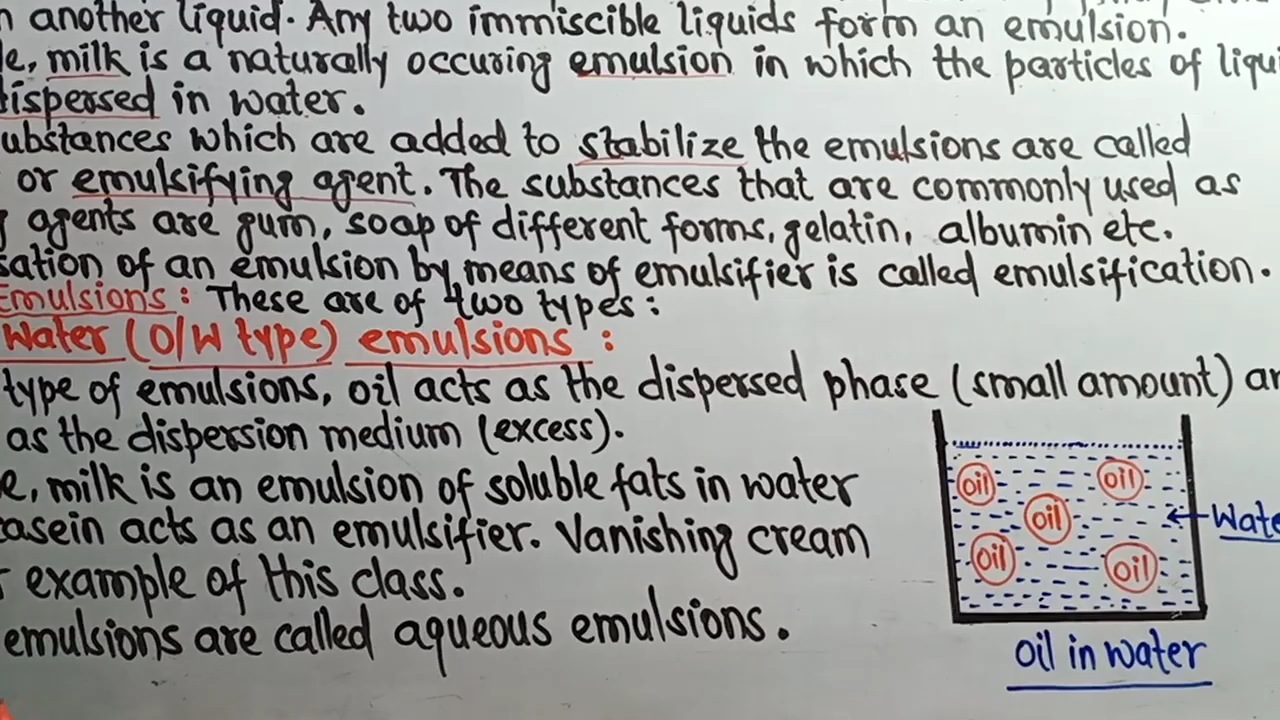 another liquid. Any two immiscible liquids form an emulsion.
milk is a naturally occuring emulsion in which the particles of liqu
dispersed in water.
ubstances which are added to stabilize the emulsions are called
or emulsifying agent. The substances that are commonly used as
agents are gum, soap of different forms, gelatin, albumin etc.
sation of an emulsion by means of emulsifier is called emulsification.
Emulsions: These are of two types:
Water (O/W type) emulsions :
type of emulsions, oil acts as the dispersed phase (small amount) an
as the dispersion medium (excess).
e, milk is an emulsion of soluble fats in water
casein acts as an emulsifier. Vanishing cream
example of this class.
emulsions are called aqueous emulsions.
oil
oil
oil
oil
oil
Wate
oil in water